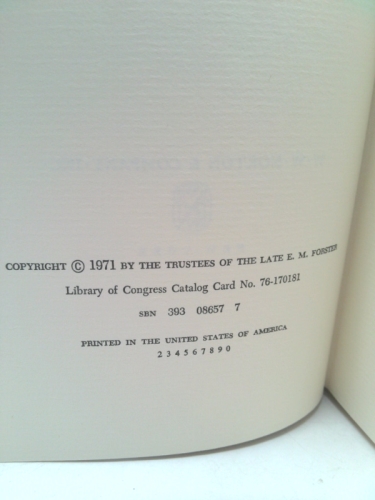 COPYRIGHT © 1971 BY THE TRUSTEES OF THE LATE E. M. FORSTER
Library of Congress Catalog Card No. 76-170181
SBN 393 08657 7
PRINTED IN THE UNITED STATES OF AMERICA
2 3 4 5 6 7 8 9 0